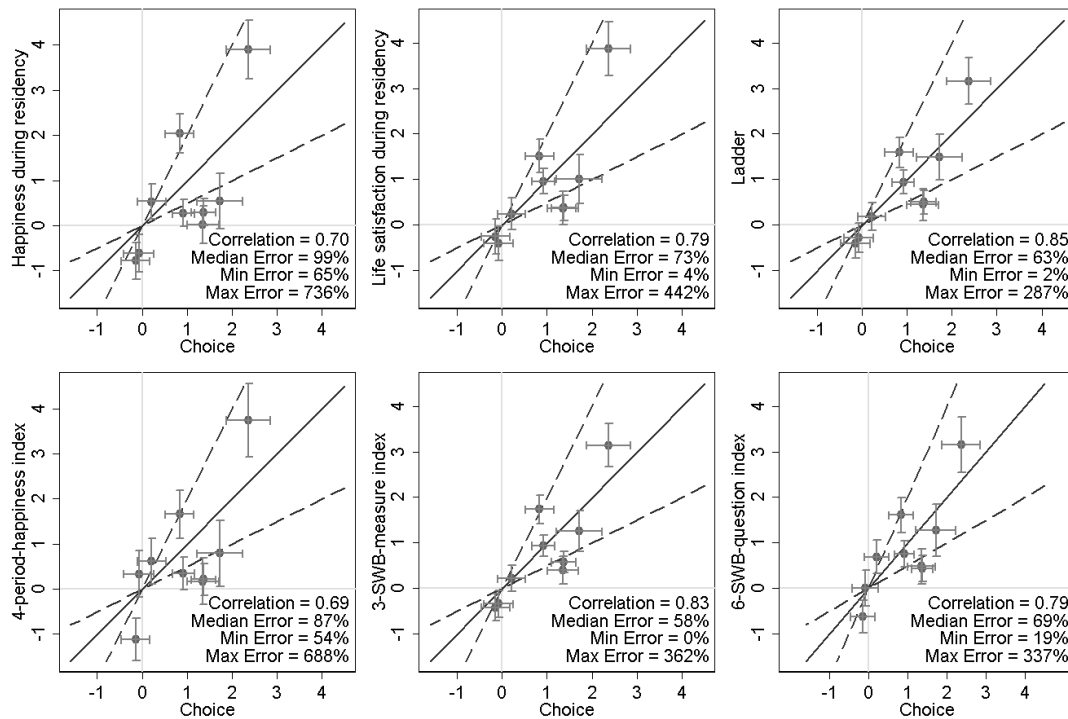 Happiness during residency
4
3
2
1
0
-1
Correlation = 0.70
Median Error = 99%
Min Error = 65%
Max Error = 736%
-1 0 1 2 3 4
Choice
Life satisfaction during residency
4
3
2
1
0
-1
Correlation = 0.79
Median Error = 73%
Min Error = 4%
Max Error = 442%
-1 0 1 2 3 4
Choice
Ladder
4
3
2
1
0
-1
Correlation = 0.85
Median Error = 63%
Min Error = 2%
Max Error = 287%
-1 0 1 2 3 4
Choice
4-period-happiness index
4
3
2
1
0
-1
Correlation = 0.69
Median Error = 87%
Min Error = 54%
Max Error = 688%
-1 0 1 2 3 4
Choice
3-SWB-measure index
4
3
2
1
0
-1
Correlation = 0.83
Median Error = 58%
Min Error = 0%
Max Error = 362%
-1 0 1 2 3 4
Choice
6-SWB-question index
4
3
2
1
0
-1
Correlation = 0.79
Median Error = 69%
Min Error = 19%
Max Error = 337%
-1 0 1 2 3 4
Choice